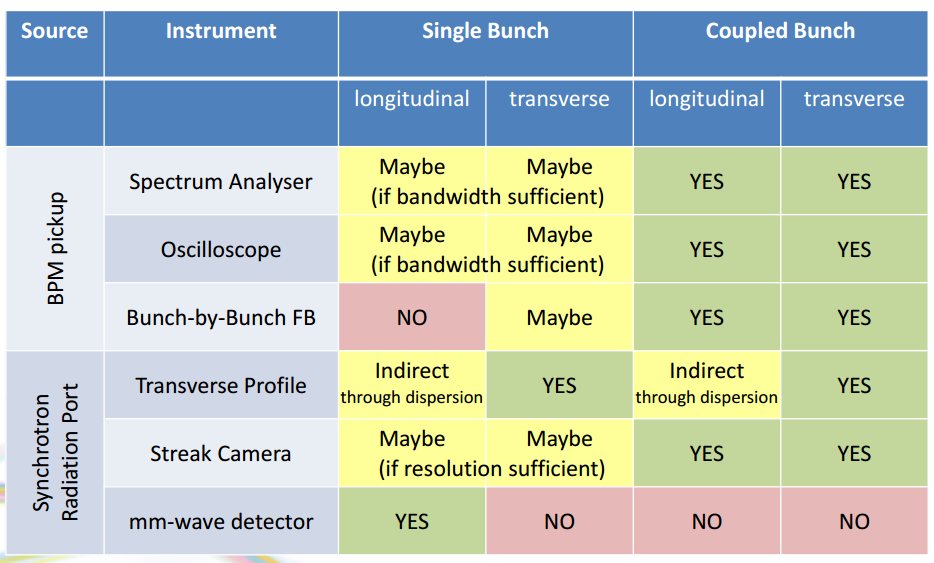 Source Instrument Single Bunch Coupled Bunch
longitudinal transverse longitudinal transverse
BPM pickup
Spectrum Analyser Maybe Maybe (if bandwidth sufficient) YES YES
Oscilloscope Maybe Maybe (if bandwidth sufficient) YES YES
Bunch-by-Bunch FB NO Maybe YES YES
Synchrotron
Radiation Port
Transverse Profile Indirect through dispersion YES Indirect through dispersion YES
Streak Camera Maybe Maybe (if resolution sufficient) YES YES
mm-wave detector YES NO NO NO